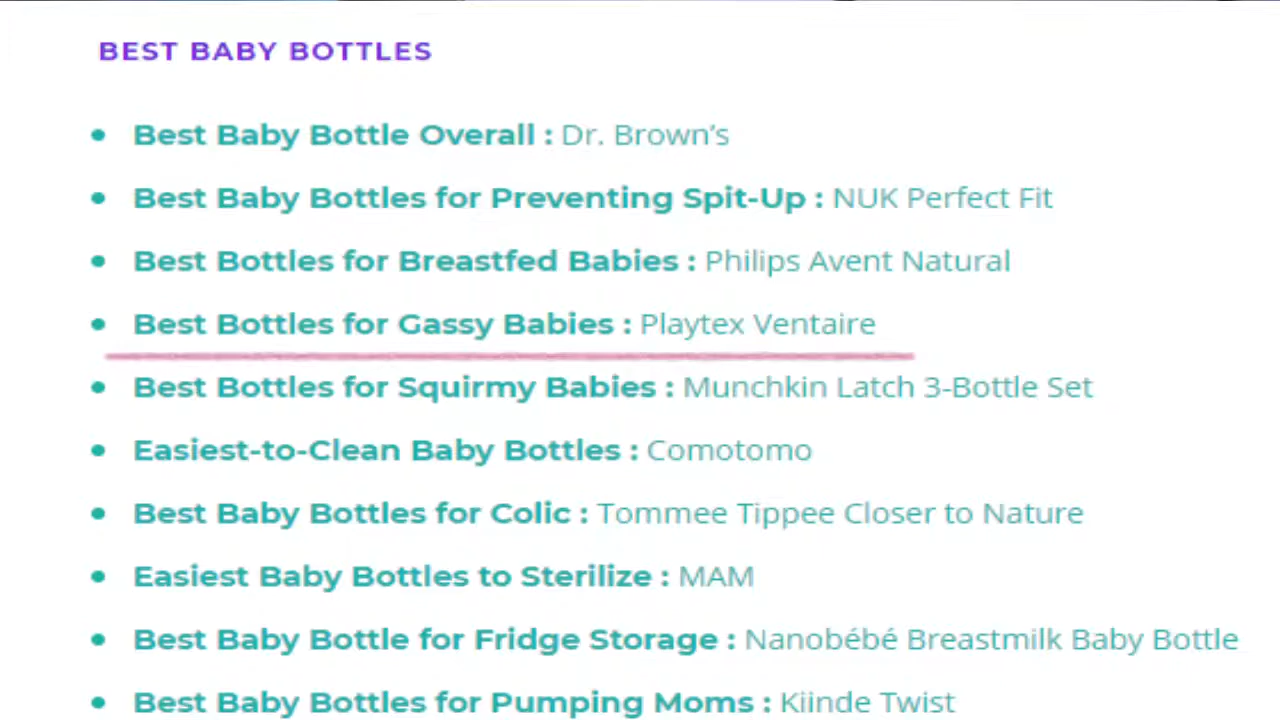 BEST BABY BOTTLES
• Best Baby Bottle Overall : Dr. Brown’s
• Best Baby Bottles for Preventing Spit-Up : NUK Perfect Fit
• Best Bottles for Breastfed Babies : Philips Avent Natural
• Best Bottles for Gassy Babies : Playtex Ventaire
• Best Bottles for Squirmy Babies : Munchkin Latch 3-Bottle Set
• Easiest-to-Clean Baby Bottles : Comotomo
• Best Baby Bottles for Colic : Tommee Tippee Closer to Nature
• Easiest Baby Bottles to Sterilize : MAM
• Best Baby Bottle for Fridge Storage : Nanobébé Breastmilk Baby Bottle
• Best Baby Bottles for Pumping Moms : Kiinde Twist